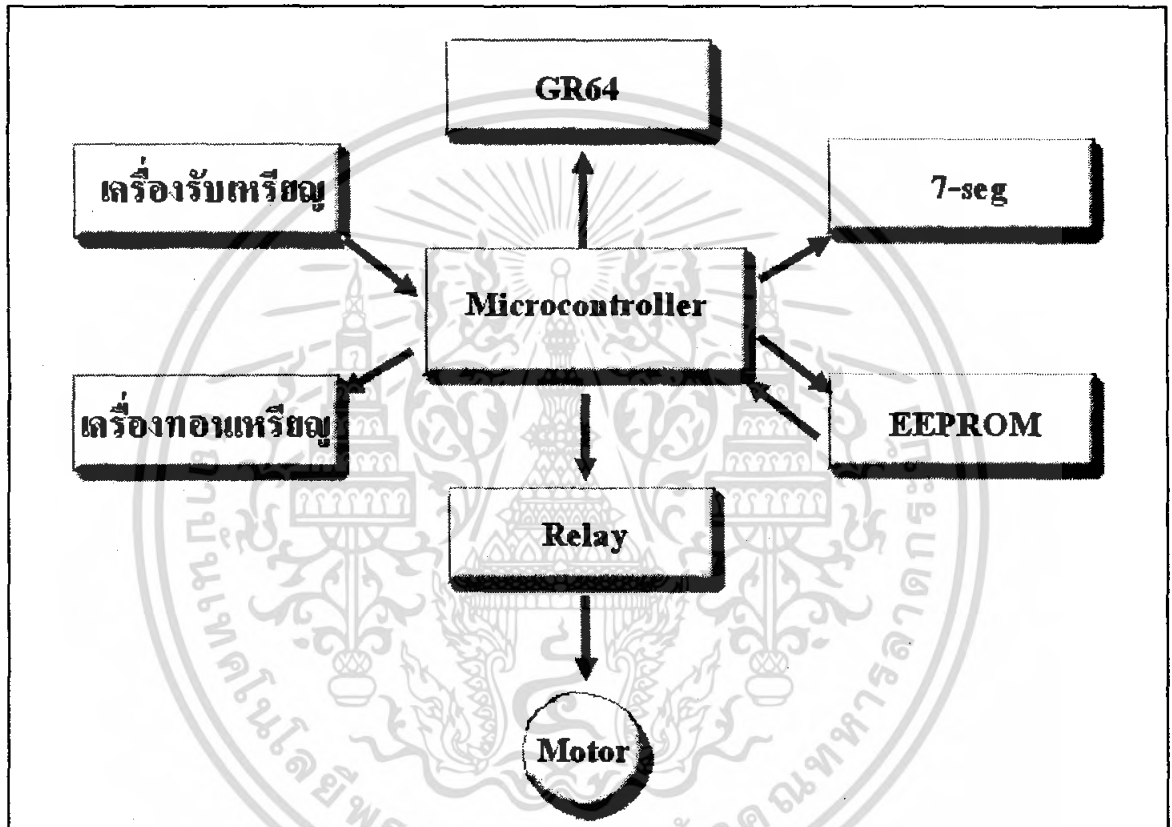 GR64
เครื่องรับเหรียญ
7-seg
Microcontroller
เครื่องทอนเหรียญ
EEPROM
Relay
Motor